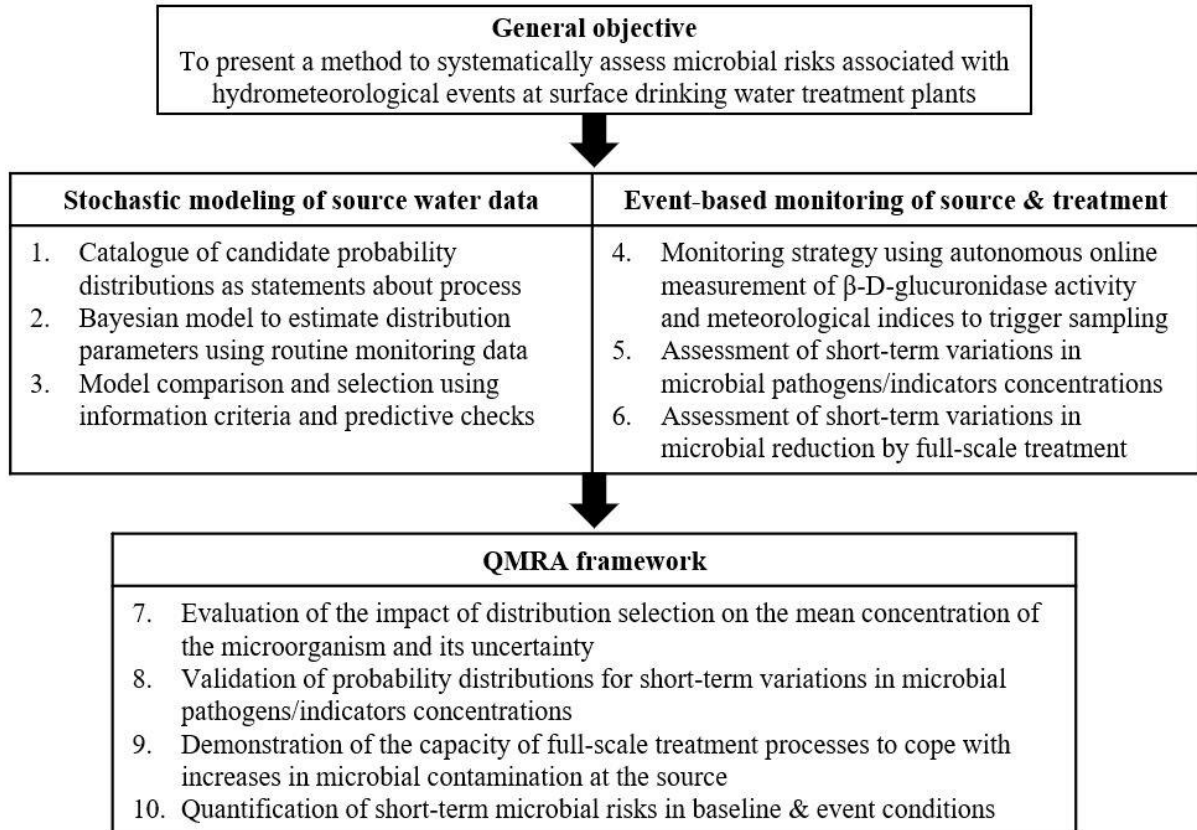 General objective
To present a method to systematically assess microbial risks associated with
hydrometeorological events at surface drinking water treatment plants
Stochastic modeling of source water data
1. Catalogue of candidate probability
distributions as statements about process
2. Bayesian model to estimate distribution
parameters using routine monitoring data
3. Model comparison and selection using
information criteria and predictive checks
Event-based monitoring of source & treatment
4. Monitoring strategy using autonomous online
measurement of β-D-glucuronidase activity
and meteorological indices to trigger sampling
5. Assessment of short-term variations in
microbial pathogens/indicators concentrations
6. Assessment of short-term variations in
microbial reduction by full-scale treatment
QMRA framework
7. Evaluation of the impact of distribution selection on the mean concentration of
the microorganism and its uncertainty
8. Validation of probability distributions for short-term variations in microbial
pathogens/indicators concentrations
9. Demonstration of the capacity of full-scale treatment processes to cope with
increases in microbial contamination at the source
10. Quantification of short-term microbial risks in baseline & event conditions